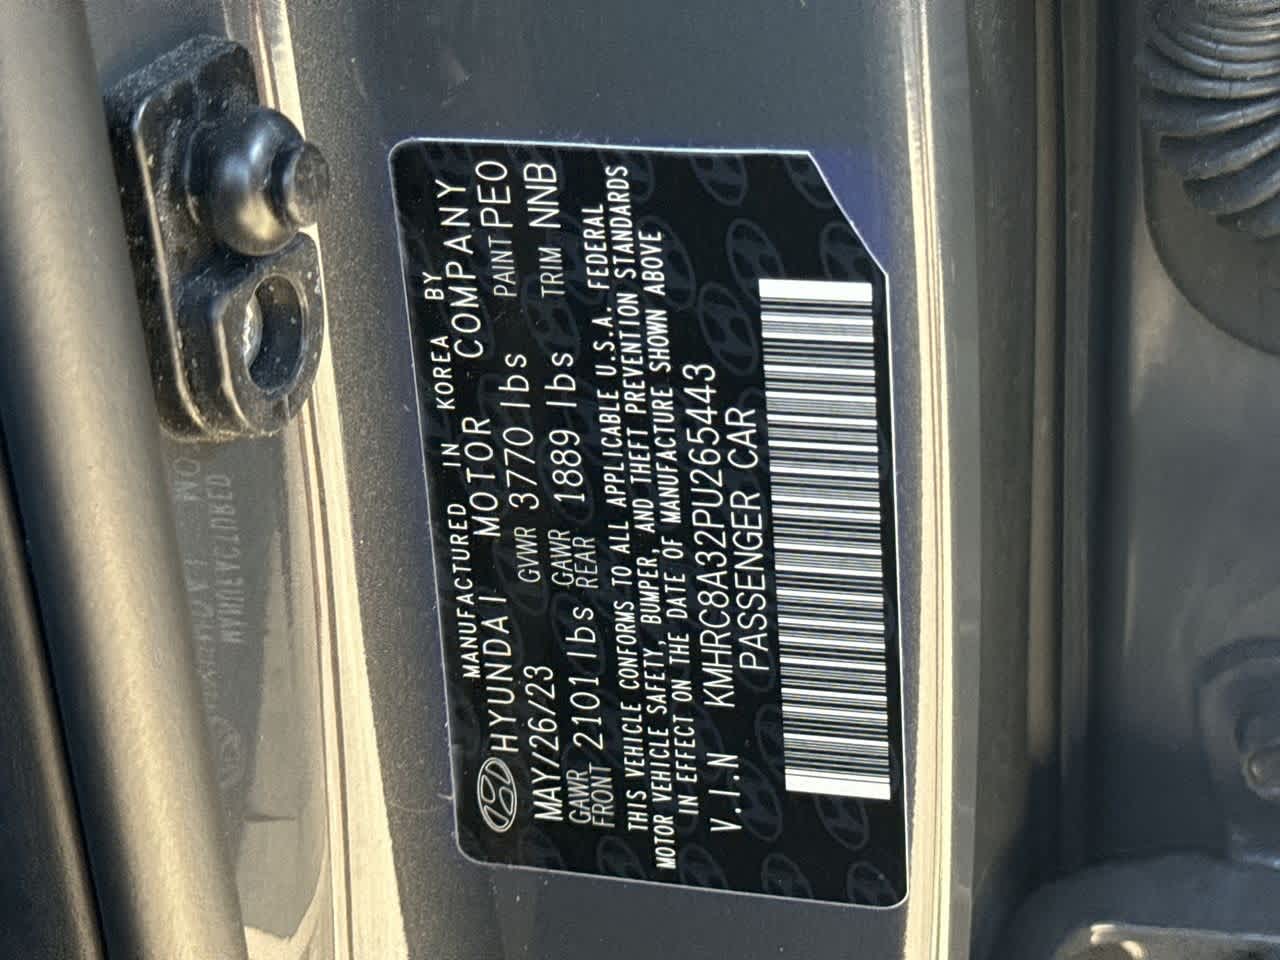 MANUFACTURED IN KOREA BY
HYUNDAI MOTOR COMPANY
MAY/26/23 GVWR 3770 lbs PAINT PEO
GAWR FRONT 2101 lbs GAWR REAR 1889 lbs TRIM NNB
THIS VEHICLE CONFORMS TO ALL APPLICABLE U.S.A. FEDERAL
MOTOR VEHICLE SAFETY, BUMPER, AND THEFT PREVENTION STANDARDS
IN EFFECT ON THE DATE OF MANUFACTURE SHOWN ABOVE
V.I.N KMHRC8A32PU265443
PASSENGER CAR